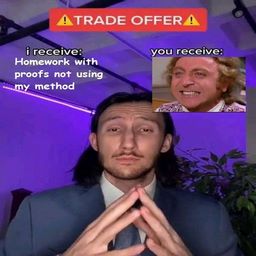 ⚠TRADE OFFER⚠
i receive:
you receive:
Homework with
proofs not using
my method